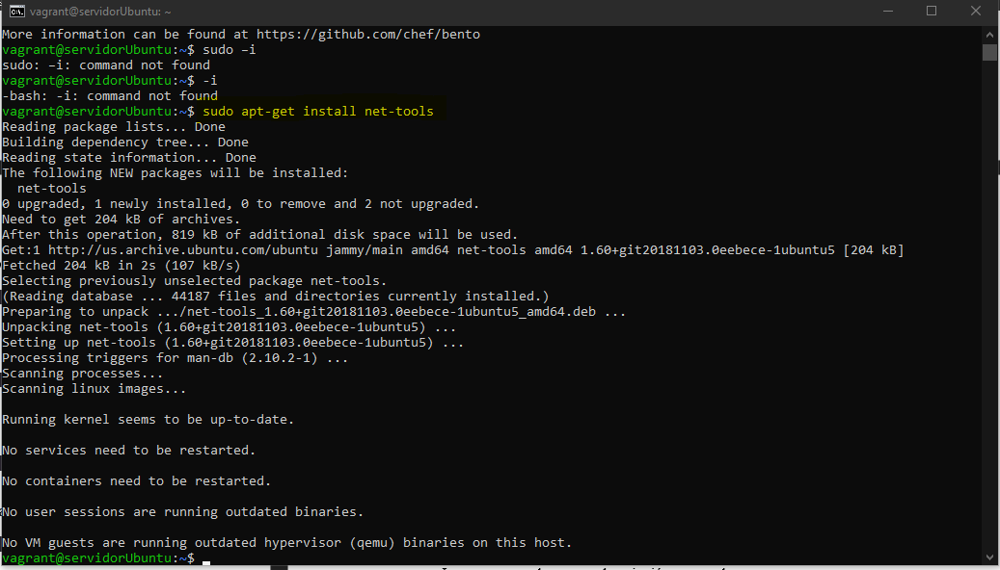 vagrant@servidorUbuntu: ~
More information can be found at https://github.com/chef/bento
vagrant@servidorUbuntu:~$ sudo –i
sudo: –i: command not found
vagrant@servidorUbuntu:~$ -i
-bash: -i: command not found
vagrant@servidorUbuntu:~$ sudo apt-get install net-tools
Reading package lists... Done
Building dependency tree... Done
Reading state information... Done
The following NEW packages will be installed:
  net-tools
0 upgraded, 1 newly installed, 0 to remove and 2 not upgraded.
Need to get 204 kB of archives.
After this operation, 819 kB of additional disk space will be used.
Get:1 http://us.archive.ubuntu.com/ubuntu jammy/main amd64 net-tools amd64 1.60+git20181103.0eebece-1ubuntu5 [204 kB]
Fetched 204 kB in 2s (107 kB/s)
Selecting previously unselected package net-tools.
(Reading database ... 44187 files and directories currently installed.)
Preparing to unpack .../net-tools_1.60+git20181103.0eebece-1ubuntu5_amd64.deb ...
Unpacking net-tools (1.60+git20181103.0eebece-1ubuntu5) ...
Setting up net-tools (1.60+git20181103.0eebece-1ubuntu5) ...
Processing triggers for man-db (2.10.2-1) ...
Scanning processes...
Scanning linux images...
Running kernel seems to be up-to-date.
No services need to be restarted.
No containers need to be restarted.
No user sessions are running outdated binaries.
No VM guests are running outdated hypervisor (qemu) binaries on this host.
vagrant@servidorUbuntu:~$